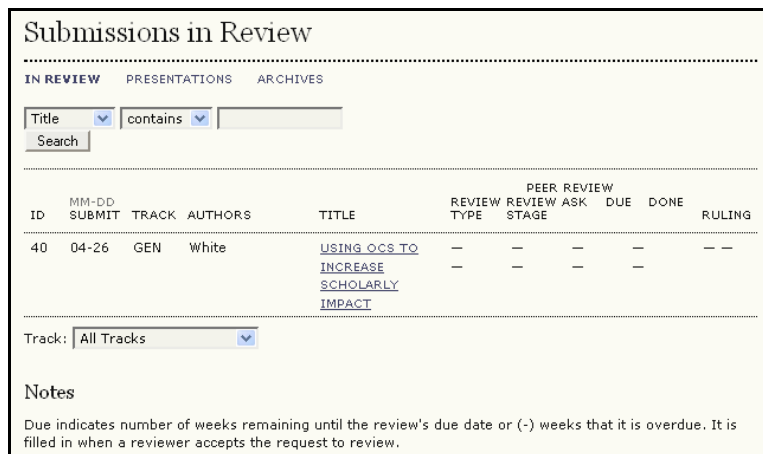 Submissions in Review
IN REVIEW PRESENTATIONS ARCHIVES
Title contains
Search
PEER REVIEW
MM-DD REVIEW REVIEW ASK DUE DONE
ID SUBMIT TRACK AUTHORS TITLE TYPE STAGE RULING
40 04-26 GEN White USING OCS TO — — — — — —
INCREASE — — — —
SCHOLARLY
IMPACT
Track: All Tracks
Notes
Due indicates number of weeks remaining until the review's due date or (-) weeks that it is overdue. It is
filled in when a reviewer accepts the request to review.